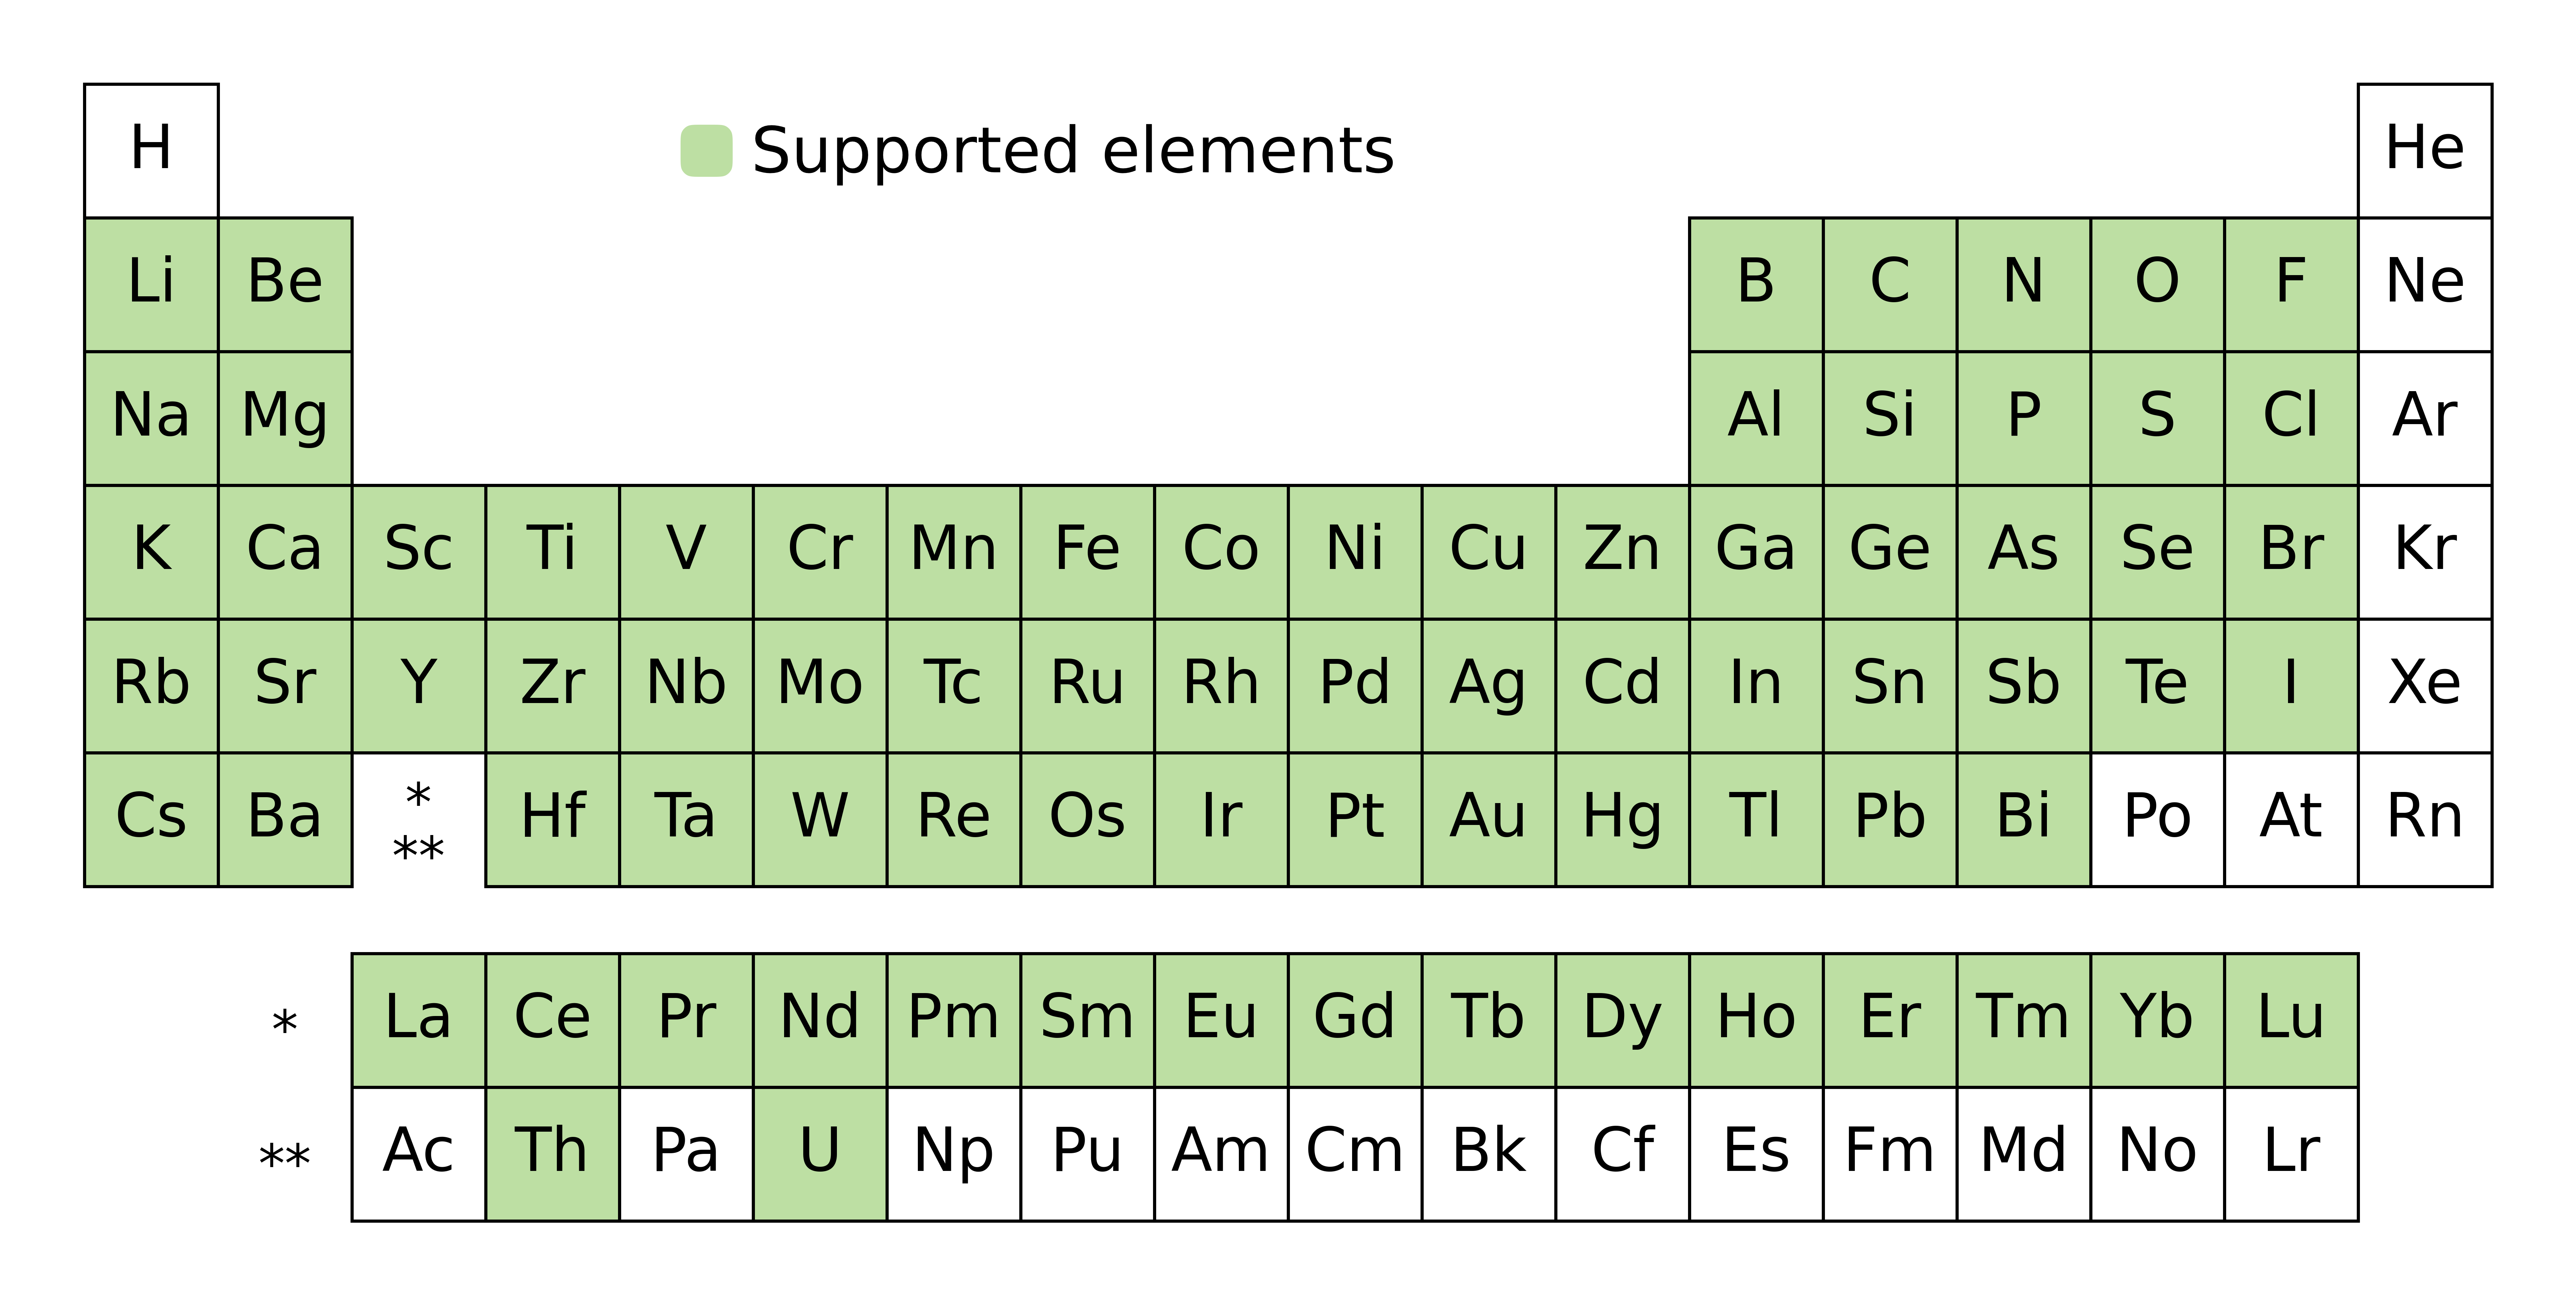 H Supported elements He
Li Be B C N O F Ne
Na Mg Al Si P S Cl Ar
K Ca Sc Ti V Cr Mn Fe Co Ni Cu Zn Ga Ge As Se Br Kr
Rb Sr Y Zr Nb Mo Tc Ru Rh Pd Ag Cd In Sn Sb Te I Xe
Cs Ba * ** Hf Ta W Re Os Ir Pt Au Hg Tl Pb Bi Po At Rn
* La Ce Pr Nd Pm Sm Eu Gd Tb Dy Ho Er Tm Yb Lu
** Ac Th Pa U Np Pu Am Cm Bk Cf Es Fm Md No Lr